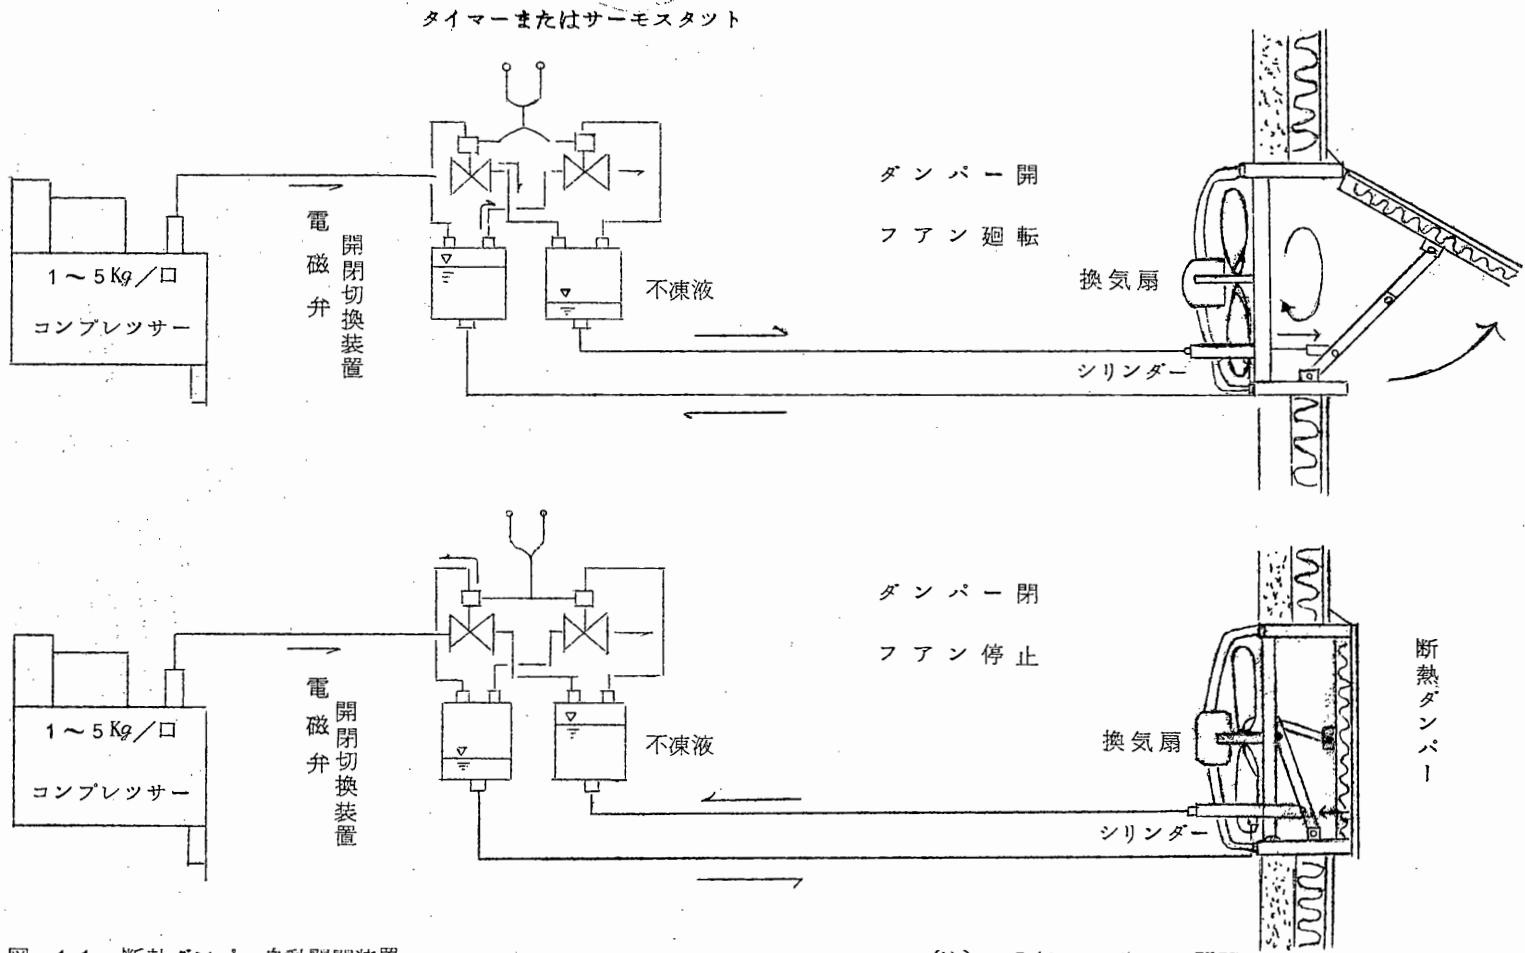 タイマーまたはサーモスタツト
ダンパー開
フアン廻転
換気扇
シリンダー
不凍液
電磁弁
開閉切換装置
1～5Kg／口
コンプレツサー
ダンパー閉
フアン停止
断熱ダンパー
換気扇
シリンダー
不凍液
電磁弁
開閉切換装置
1～5Kg／口
コンプレツサー